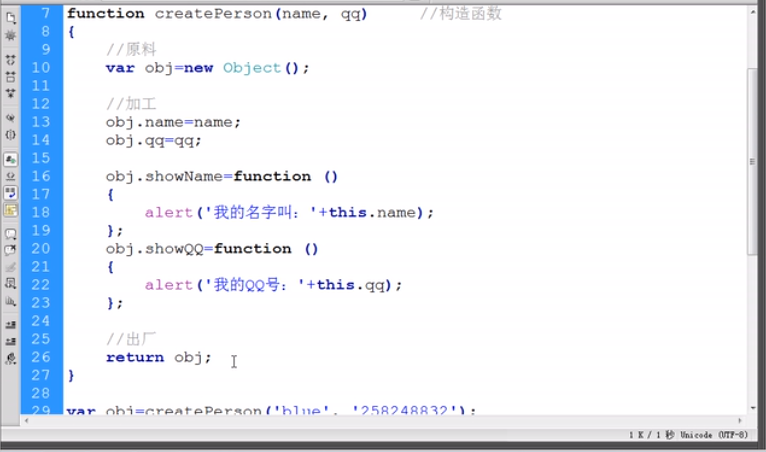 7 function createPerson(name, qq) //构造函数
8 {
9 //原料
10 var obj=new Object();
11
12 //加工
13 obj.name=name;
14 obj.qq=qq;
15
16 obj.showName=function ()
17 {
18 alert('我的名字叫：'+this.name);
19 };
20 obj.showQQ=function ()
21 {
22 alert('我的QQ号：'+this.qq);
23 };
24
25 //出厂
26 return obj;
27 }
28
29 var obj=createPerson('blue', '258248832');
1 K / 1 秒 Unicode (UTF-8)